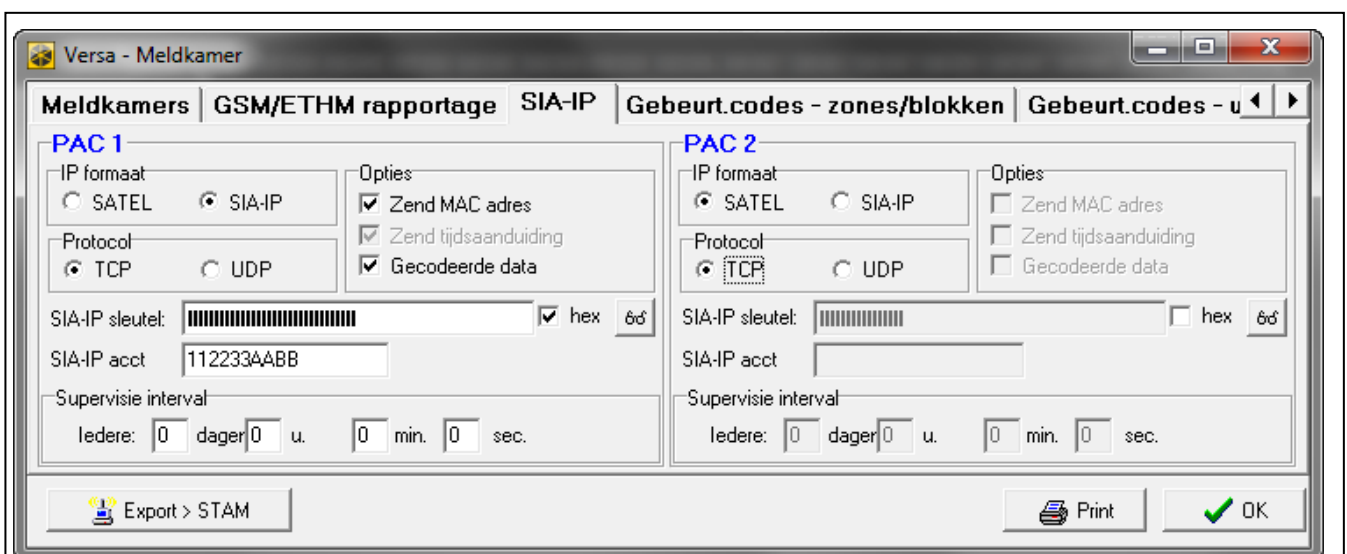 Versa - Meldkamer
Meldkamers GSM/ETHM rapportage SIA-IP Gebeurt.codes - zones/blokken Gebeurt.codes - u
PAC 1
IP formaat
SATEL SIA-IP
Protocol
TCP UDP
Opties
Zend MAC adres
Zend tijdsaanduiding
Gecodeerde data
SIA-IP sleutel: hex
SIA-IP acct 112233AABB
Supervisie interval
Iedere: 0 dager 0 u. 0 min. 0 sec.
PAC 2
IP formaat
SATEL SIA-IP
Protocol
TCP UDP
Opties
Zend MAC adres
Zend tijdsaanduiding
Gecodeerde data
SIA-IP sleutel: hex
SIA-IP acct
Supervisie interval
Iedere: 0 dager 0 u. 0 min. 0 sec.
Export > STAM
Print
OK